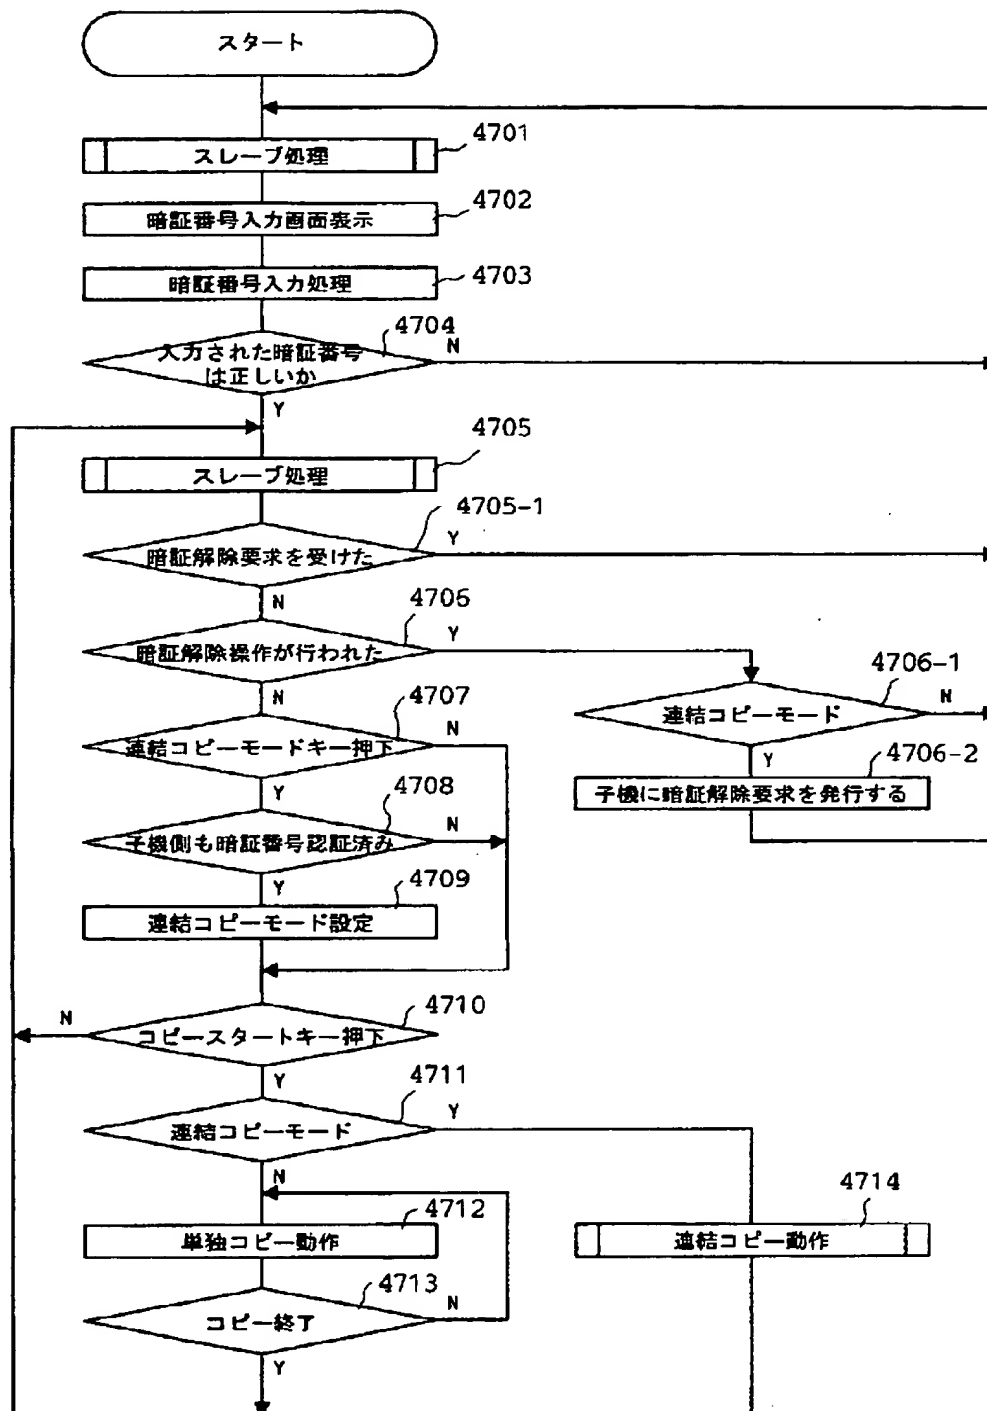 スタート
4701
スレーブ処理
4702
暗証番号入力画面表示
4703
暗証番号入力処理
4704
入力された暗証番号
は正しいか
N
Y
4705
スレーブ処理
4705-1
暗証解除要求を受けた
Y
N
4706
暗証解除操作が行われた
Y
N
4706-1
連結コピーモード
N
Y
4706-2
子機に暗証解除要求を発行する
4707
連結コピーモードキー押下
N
Y
4708
子機側も暗証番号認証済み
N
Y
4709
連結コピーモード設定
4710
コピースタートキー押下
N
Y
4711
連結コピーモード
Y
N
4712
単独コピー動作
4714
連結コピー動作
4713
コピー終了
N
Y